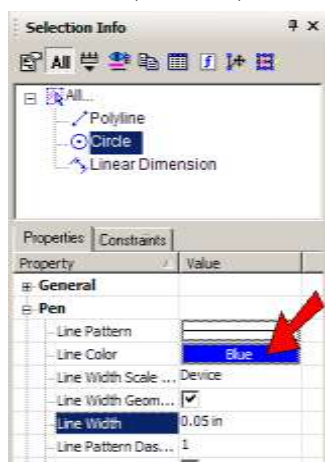 Selection Info
All
All...
Polyline
Circle
Linear Dimension
Properties Constraints
Property Value
General
Pen
Line Pattern
Line Color Blue
Line Width Scale ... Device
Line Width Geom...
Line Width 0.05 in
Line Pattern Das... 1